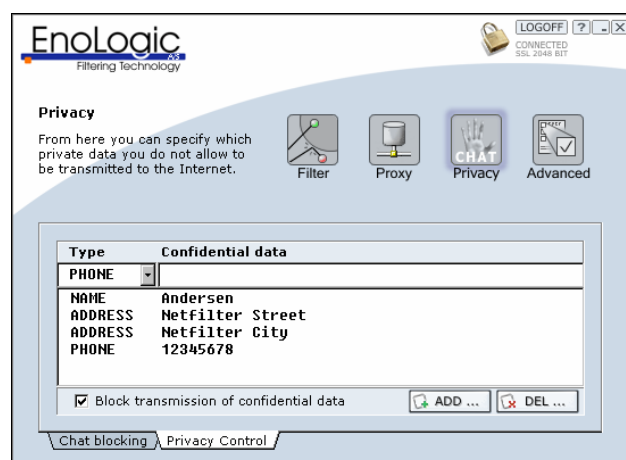 EnoLogic
A/S
Filtering Technology
LOGOFF ? - X
CONNECTED
SSL 2048 BIT
Privacy
From here you can specify which
private data you do not allow to
be transmitted to the Internet.
CHAT
Filter Proxy Privacy Advanced
Type Confidential data
PHONE
NAME Andersen
ADDRESS Netfilter Street
ADDRESS Netfilter City
PHONE 12345678
Block transmission of confidential data
ADD ... DEL ...
Chat blocking Privacy Control